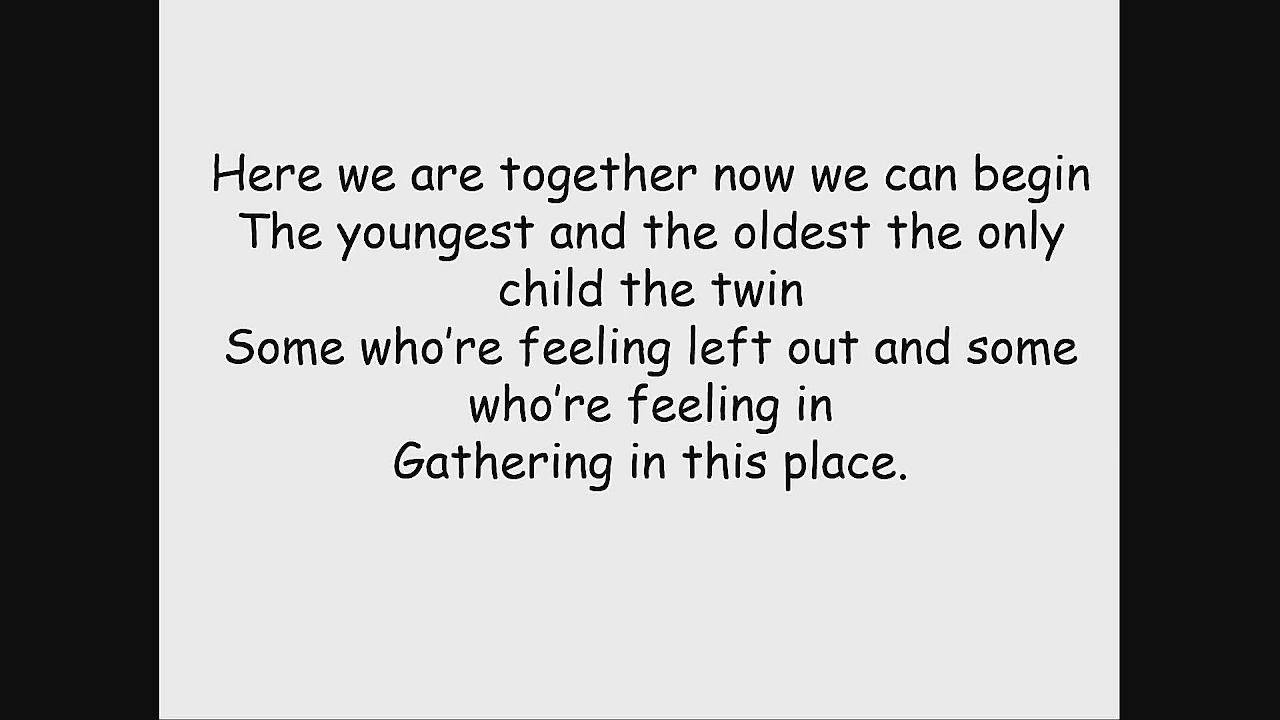 Here we are together now we can begin
The youngest and the oldest the only
child the twin
Some who’re feeling left out and some
who’re feeling in
Gathering in this place.